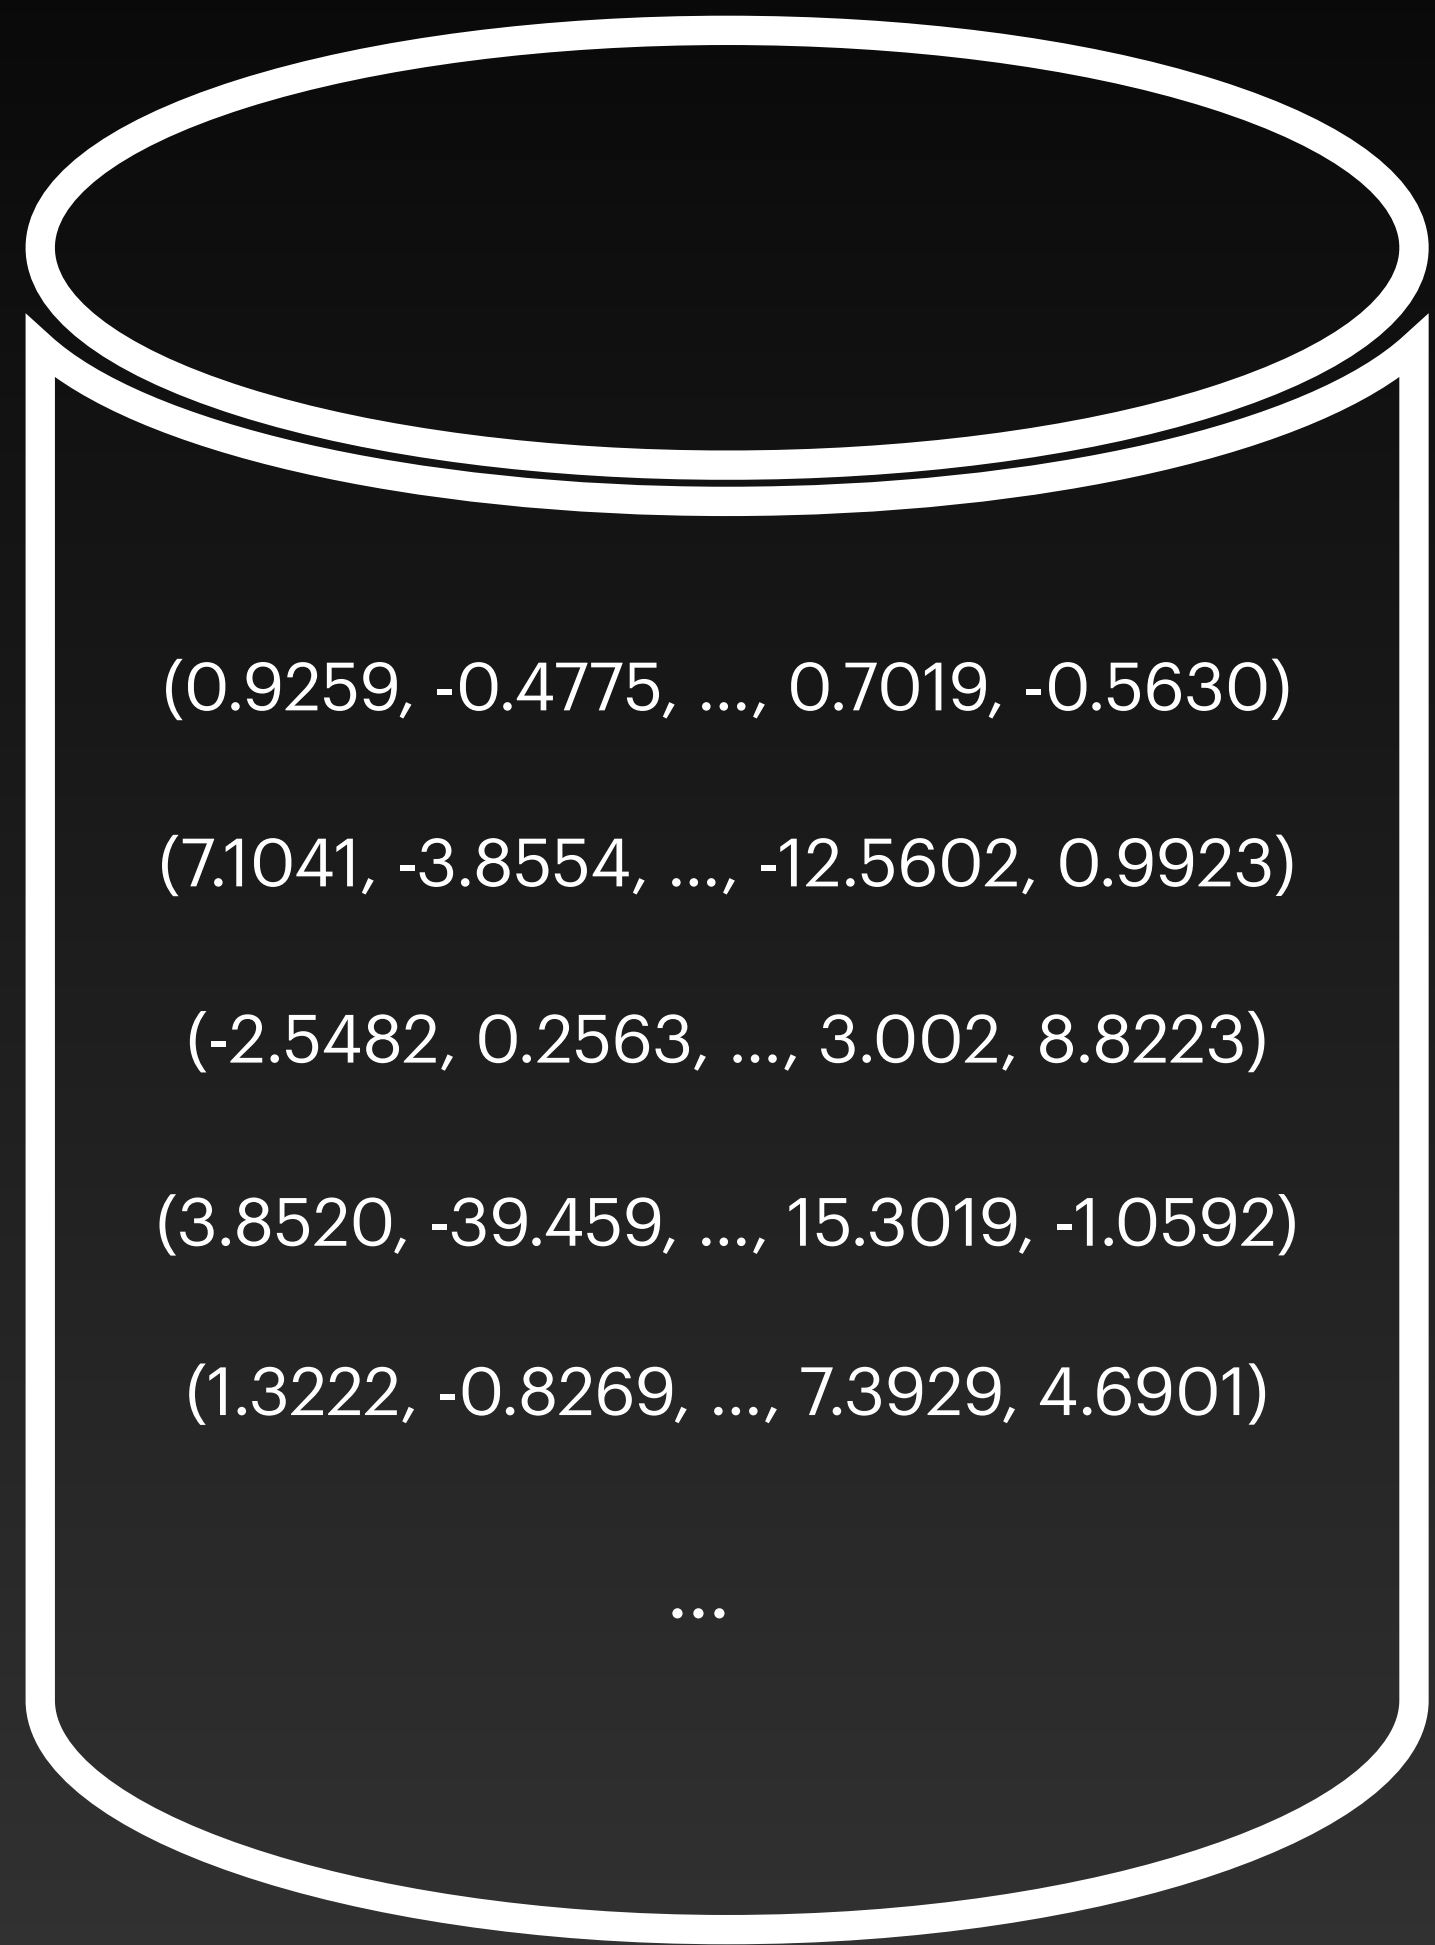 (0.9259, -0.4775, ..., 0.7019, -0.5630)
(7.1041, -3.8554, ..., -12.5602, 0.9923)
(-2.5482, 0.2563, ..., 3.002, 8.8223)
(3.8520, -39.459, ..., 15.3019, -1.0592)
(1.3222, -0.8269, ..., 7.3929, 4.6901)
...